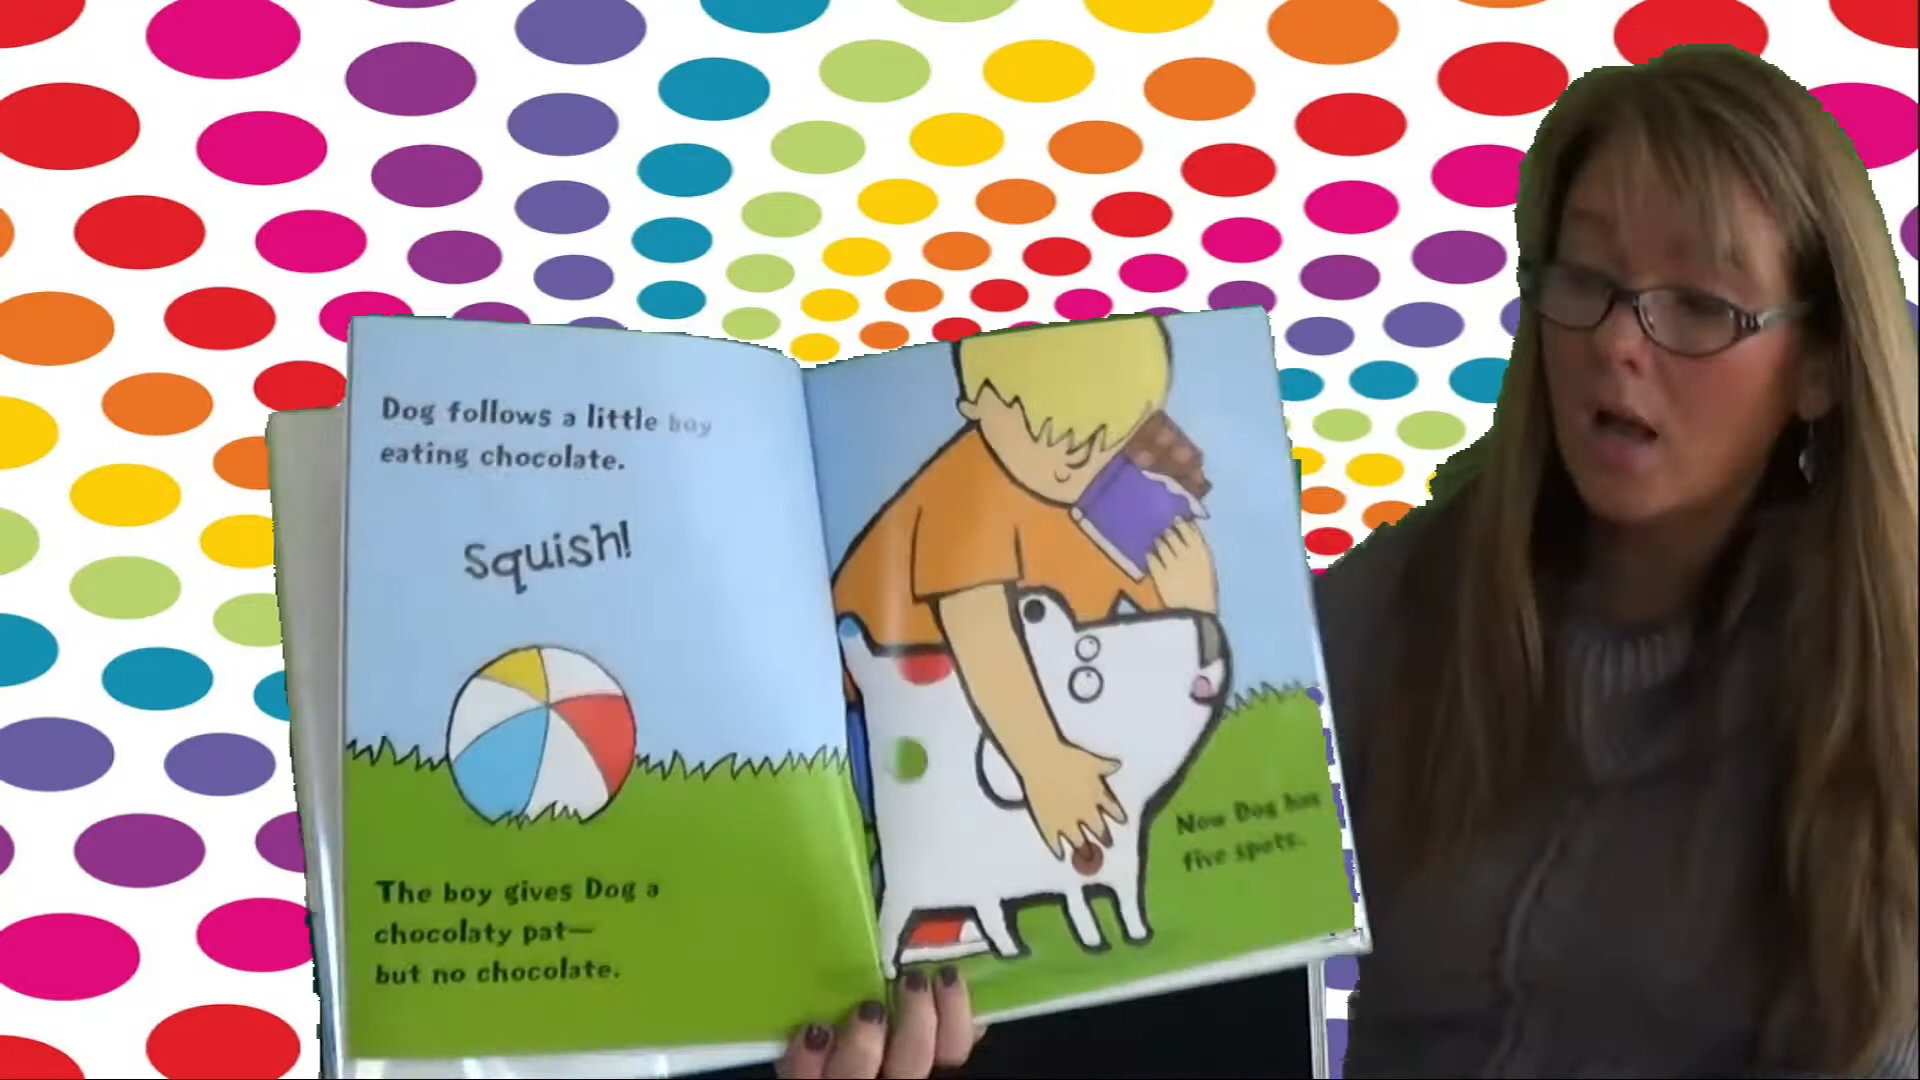 Dog follows a little boy
eating chocolate.
Squish!
The boy gives Dog a
chocolaty pat—
but no chocolate.
Now Dog has
five spots.